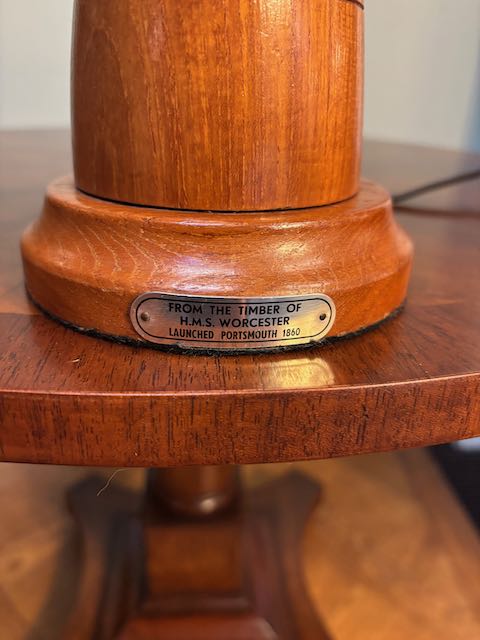 FROM THE TIMBER OF
H.M.S. WORCESTER
LAUNCHED PORTSMOUTH 1860